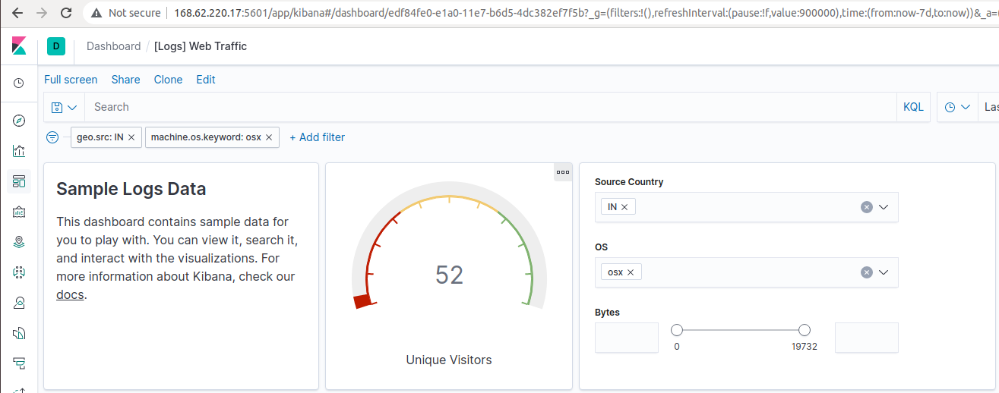 Not secure 168.62.220.17:5601/app/kibana#/dashboard/edf84fe0-e1a0-11e7-b6d5-4dc382ef7f5b?_g=(filters:!(),refreshInterval:(pause:!f,value:900000),time:(from:now-7d,to:now))&_a=(
D Dashboard / [Logs] Web Traffic
Full screen Share Clone Edit
Search KQL Las
geo.src: IN × machine.os.keyword: osx × + Add filter
Sample Logs Data
This dashboard contains sample data for
you to play with. You can view it, search it,
and interact with the visualizations. For
more information about Kibana, check our
docs.
52
Unique Visitors
Source Country
IN ×
OS
osx ×
Bytes
0 19732